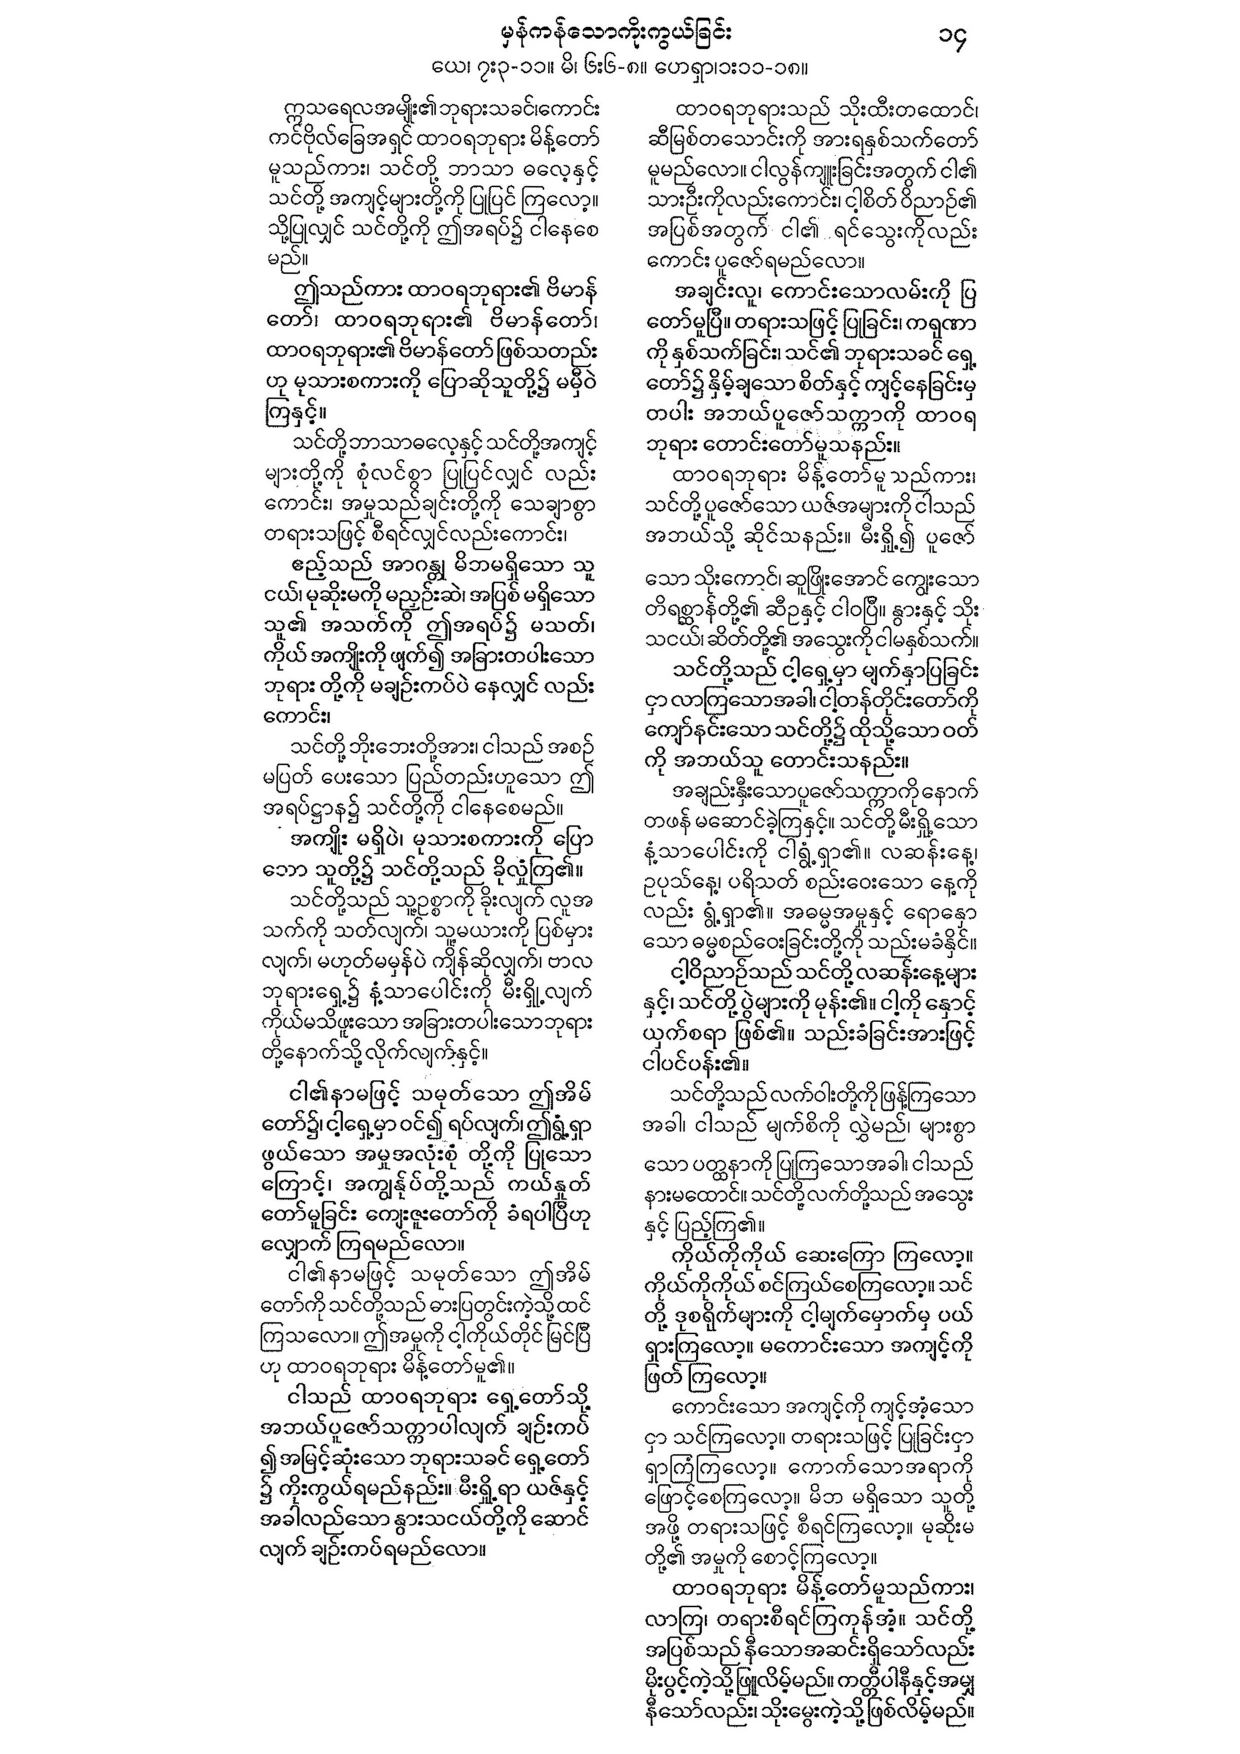 မှန်ကန်သောကိုးကွယ်ခြင်း
၁၄
ယေ၊ ၇း၃-၁၁။ မိ၊ ၆း၆-၈။ ဟေရှာ၊၁း၁၁-၁၈။
ဣသရေလအမျိုး၏ဘုရားသခင်၊ကောင်း
ကင်ဗိုလ်ခြေအရှင် ထာဝရဘုရား မိန့်တော်
မူသည်ကား၊ သင်တို့ ဘာသာ ဓလေ့နှင့်
သင်တို့ အကျင့်များတို့ကို ပြုပြင် ကြလော့။
သို့ပြုလျှင် သင်တို့ကို ဤအရပ်၌ ငါနေစေ
မည်။
ဤသည်ကား ထာဝရဘုရား၏ ဗိမာန်
တော်၊ ထာဝရဘုရား၏ ဗိမာန်တော်၊
ထာဝရဘုရား၏ ဗိမာန်တော် ဖြစ်သတည်း
ဟု မုသားစကားကို ပြောဆိုသူတို့၌ မမှီဝဲ
ကြနှင့်။
သင်တို့ဘာသာဓလေ့နှင့် သင်တို့အကျင့်
များတို့ကို စုံလင်စွာ ပြုပြင်လျှင် လည်း
ကောင်း၊ အမှုသည်ချင်းတို့ကို သေချာစွာ
တရားသဖြင့် စီရင်လျှင်လည်းကောင်း၊
ဧည့်သည် အာဂန္တု မိဘမရှိသော သူ
ငယ်၊ မုဆိုးမကို မညှဉ်းဆဲ၊ အပြစ် မရှိသော
သူ၏ အသက်ကို ဤအရပ်၌ မသတ်၊
ကိုယ် အကျိုးကို ဖျက်၍ အခြားတပါးသော
ဘုရား တို့ကို မချဉ်းကပ်ပဲ နေလျှင် လည်း
ကောင်း၊
သင်တို့ ဘိုးဘေးတို့အား၊ ငါသည် အစဉ်
မပြတ် ပေးသော ပြည်တည်းဟူသော ဤ
အရပ်ဋ္ဌာန၌ သင်တို့ကို ငါနေစေမည်။
အကျိုး မရှိပဲ၊ မုသားစကားကို ပြော
ဘော သူတို့၌ သင်တို့သည် ခိုလှုံကြ၏။
သင်တို့သည် သူ့ဥစ္စာကို ခိုးလျက် လူအ
သက်ကို သတ်လျက်၊ သူ့မယားကို ပြစ်မှား
လျက်၊ မဟုတ်မမှန်ပဲ ကျိန်ဆိုလျှက်၊ ဗာလ
ဘုရားရှေ့၌ နံ့သာပေါင်းကို မီးရှို့လျက်
ကိုယ်မသိဖူးသော အခြားတပါးသောဘုရား
တို့နောက်သို့ လိုက်လျက်နှင့်။
ငါ၏နာမဖြင့် သမုတ်သော ဤအိမ်
တော်၌၊ ငါ့ရှေ့မှာ ဝင်၍ ရပ်လျက်၊ ဤရွံ့ရှာ
ဖွယ်သော အမှုအလုံးစုံ တို့ကို ပြုသော
ကြောင့်၊ အကျွန်ုပ်တို့သည် ကယ်နှုတ်
တော်မူခြင်း ကျေးဇူးတော်ကို ခံရပါပြီဟု
လျှောက် ကြရမည်လော။
ငါ၏နာမဖြင့် သမုတ်သော ဤအိမ်
တော်ကို သင်တို့သည် ဓားပြတွင်းကဲ့သို့ ထင်
ကြသလော။ ဤအမှုကို ငါ့ကိုယ်တိုင် မြင်ပြီ
ဟု ထာဝရဘုရား မိန့်တော်မူ၏။
ငါသည် ထာဝရဘုရား ရှေ့တော်သို့
အဘယ်ပူဇော်သက္ကာပါလျက် ချဉ်းကပ်
၍ အမြင့်ဆုံးသော ဘုရားသခင် ရှေ့တော်
၌ ကိုးကွယ်ရမည်နည်း။ မီးရှို့ရာ ယဇ်နှင့်
အခါလည်သော နွားသငယ်တို့ကို ဆောင်
လျက် ချဉ်းကပ်ရမည်လော။
ထာဝရဘုရားသည် သိုးထီးတထောင်၊
ဆီမြစ်တသောင်းကို အားရနှစ်သက်တော်
မူမည်လော။ ငါလွန်ကျူးခြင်းအတွက် ငါ၏
သားဦးကိုလည်းကောင်း၊ ငါ့စိတ် ဝိညာဉ်၏
အပြစ်အတွက် ငါ၏ ရင်သွေးကိုလည်း
ကောင်း ပူဇော်ရမည်လော။
အချင်းလူ၊ ကောင်းသောလမ်းကို ပြ
တော်မူပြီ။ တရားသဖြင့် ပြုခြင်း၊ ကရုဏာ
ကို နှစ်သက်ခြင်း၊ သင်၏ ဘုရားသခင် ရှေ့
တော်၌ နှိမ့်ချသော စိတ်နှင့် ကျင့်နေခြင်းမှ
တပါး အဘယ်ပူဇော်သက္ကာကို ထာဝရ
ဘုရား တောင်းတော်မူသနည်း။
ထာဝရဘုရား မိန့်တော်မူ သည်ကား၊
သင်တို့ပူဇော်သော ယဇ်အများကို ငါသည်
အဘယ်သို့ ဆိုင်သနည်း။ မီးရှို့၍ ပူဇော်
သော သိုးကောင့်၊ ဆူဖြိုးအောင် ကျွေးသော
တိရစ္ဆာန်တို့၏ ဆီဥနှင့် ငါဝပြီ။ နွားနှင့် သိုး
သငယ်၊ ဆိတ်တို့၏ အသွေးကိုငါမနှစ်သက်။
သင်တို့သည် ငါ့ရှေ့မှာ မျက်နှာပြခြင်း
ငှာ လာကြသောအခါ၊ ငါ့တန်တိုင်းတော်ကို
ကျော်နင်းသော သင်တို့၌ ထိုသို့သော ဝတ်
ကို အဘယ်သူ တောင်းသနည်း။
အချည်းနှီးသောပူဇော်သက္ကာကို နောက်
တဖန် မဆောင်ခဲ့ကြနှင့်။ သင်တို့ မီးရှို့သော
နံ့သာပေါင်းကို ငါရွံ့ရှာ၏။ လဆန်းနေ့၊
ဥပုသ်နေ့၊ ပရိသတ် စည်းဝေးသော နေ့ကို
လည်း ရွံ့ရှာ၏။ အဓမ္မအမှုနှင့် ရောနှော
သော ဓမ္မစည်ဝေးခြင်းတို့ကို သည်းမခံနိုင်။
ငါ့ဝိညာဉ်သည် သင်တို့ လဆန်းနေ့များ
နှင့်၊ သင်တို့ ပွဲများကို မုန်း၏။ ငါ့ကို နှောင့်
ယှက်စရာ ဖြစ်၏။ သည်းခံခြင်းအားဖြင့်
ငါပင်ပန်း၏။
သင်တို့သည် လက်ဝါးတို့ကိုဖြန့်ကြသော
အခါ၊ ငါသည် မျက်စိကို လွှဲမည်၊ များစွာ
သော ပတ္ထနာကို ပြုကြသောအခါ၊ ငါသည်
နားမထောင်။ သင်တို့လက်တို့သည် အသွေး
နှင့် ပြည့်ကြ၏။
ကိုယ်ကိုကိုယ် ဆေးကြော ကြလော့။
ကိုယ်ကိုကိုယ် စင်ကြယ်စေကြလော့။ သင်
တို့ ဒုစရိုက်များကို ငါ့မျက်မှောက်မှ ပယ်
ရှားကြလော့။ မကောင်းသော အကျင့်ကို
ဖြတ် ကြလော့။
ကောင်းသော အကျင့်ကို ကျင့်အံ့သော
ငှာ သင်ကြလော့။ တရားသဖြင့် ပြုခြင်းငှာ
ရှာကြံကြလော့။ ကောက်သောအရာကို
ဖြောင့်စေကြလော့။ မိဘ မရှိသော သူတို့
အဖို့ တရားသဖြင့် စီရင်ကြလော့။ မုဆိုးမ
တို့၏ အမှုကို စောင့်ကြလော့။
ထာဝရဘုရား မိန့်တော်မူသည်ကား၊
လာကြ၊ တရားစီရင်ကြကုန်အံ့။ သင်တို့
အပြစ်သည် နီသောအဆင်းရှိသော်လည်း
မိုးပွင့်ကဲ့သို့ဖြူလိမ့်မည်။ ကတ္တီပါနီနှင့်အမျှ
နီသော်လည်း၊ သိုးမွေးကဲ့သို့ဖြစ်လိမ့်မည်။